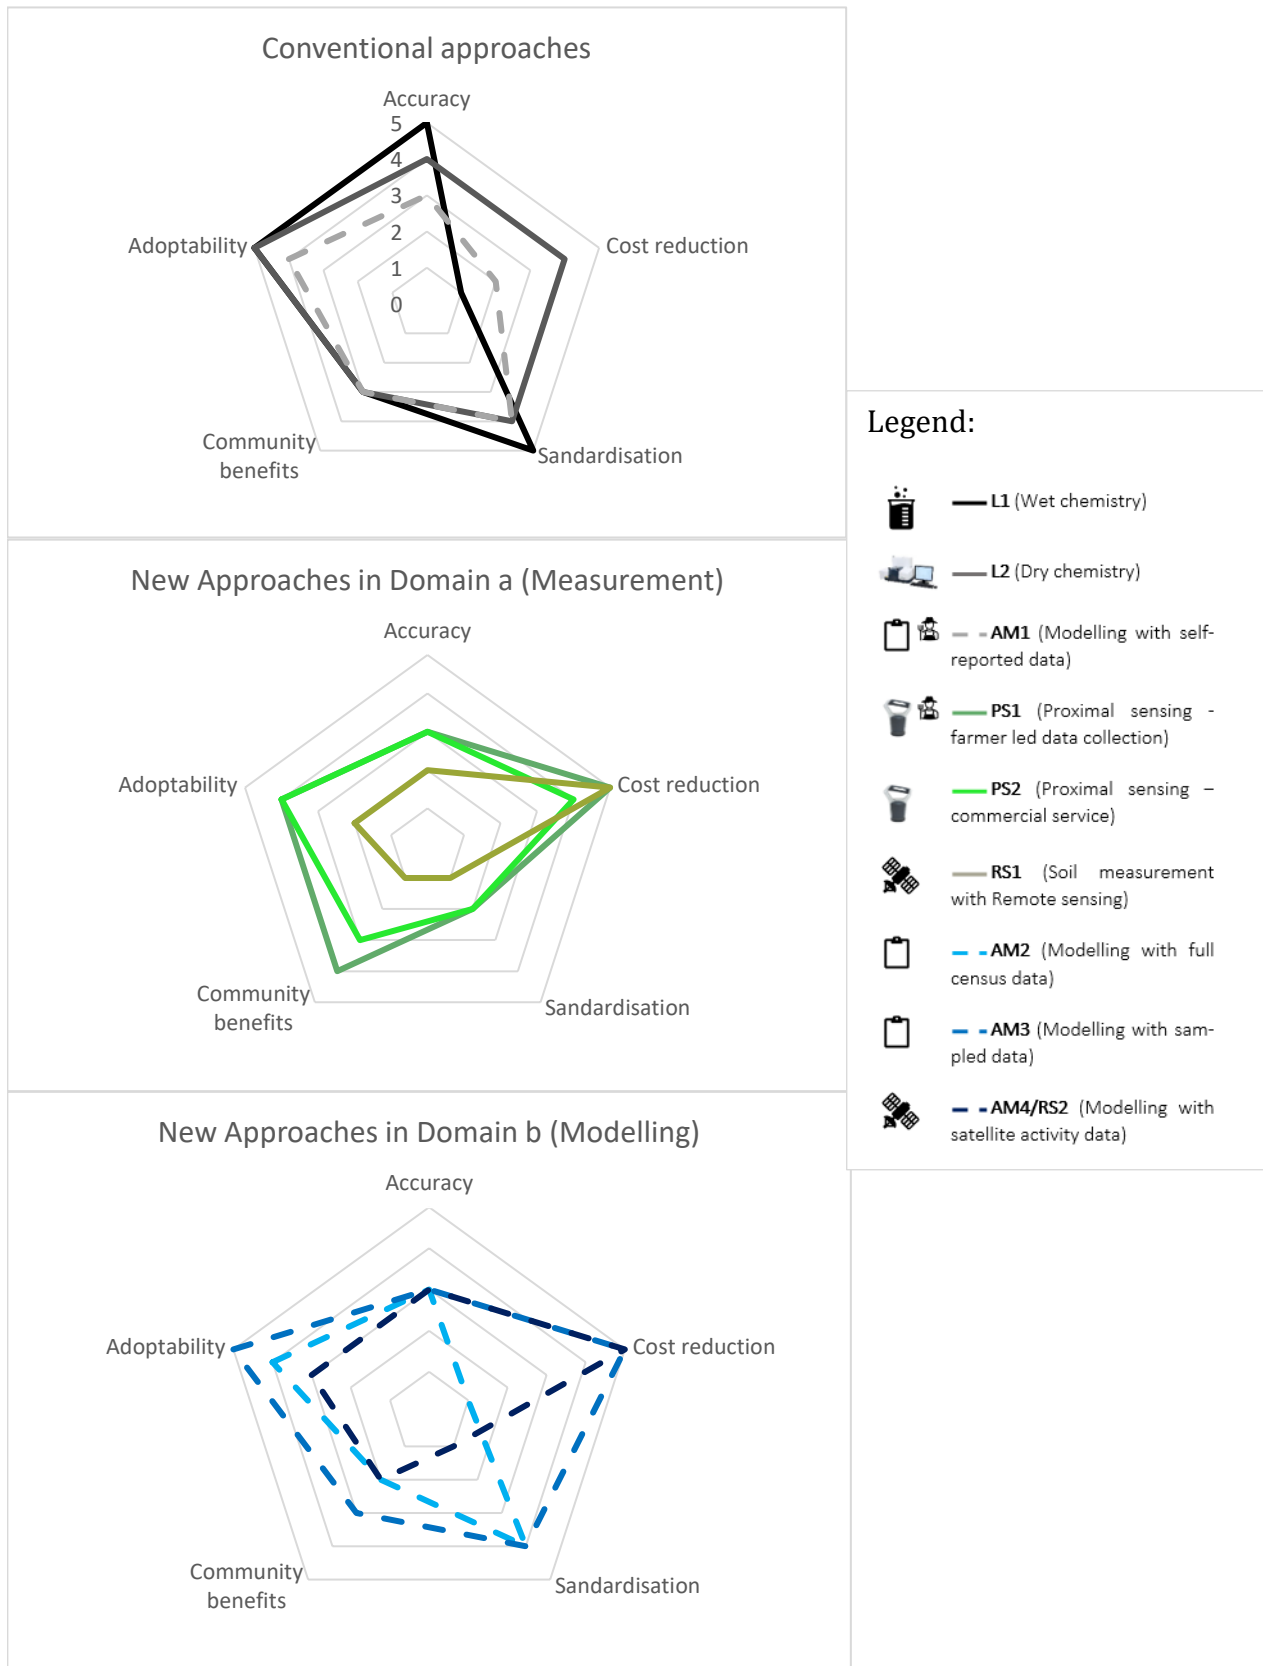 Conventional approaches
Accuracy
5
4
3
2
1
0
Adoptability
Cost reduction
Community
benefits
Sandardisation
New Approaches in Domain a (Measurement)
Accuracy
Adoptability
Cost reduction
Community
benefits
Sandardisation
New Approaches in Domain b (Modelling)
Accuracy
Adoptability
Cost reduction
Community
benefits
Sandardisation
Legend:
L1 (Wet chemistry)
L2 (Dry chemistry)
AM1 (Modelling with self-
reported data)
PS1 (Proximal sensing -
farmer led data collection)
PS2 (Proximal sensing –
commercial service)
RS1 (Soil measurement
with Remote sensing)
AM2 (Modelling with full
census data)
AM3 (Modelling with sam-
pled data)
AM4/RS2 (Modelling with
satellite activity data)